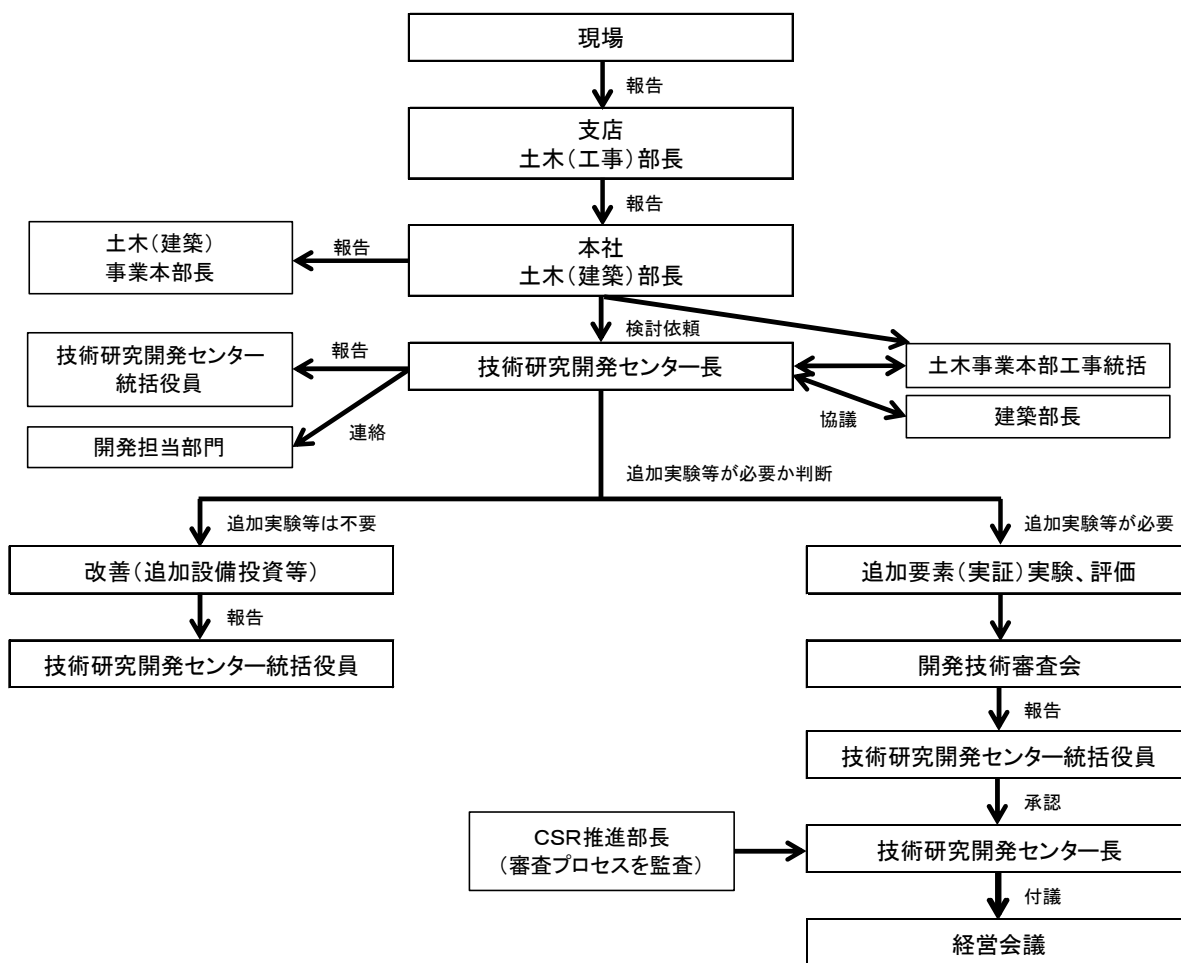 現場
報告
支店
土木(工事)部長
報告
本社
土木(建築)部長
報告
土木(建築)
事業本部長
検討依頼
技術研究開発センター長
報告
技術研究開発センター
統括役員
連絡
開発担当部門
土木事業本部工事統括
協議
建築部長
追加実験等が必要か判断
追加実験等は不要
改善(追加設備投資等)
報告
技術研究開発センター統括役員
追加実験等が必要
追加要素(実証)実験、評価
開発技術審査会
報告
技術研究開発センター統括役員
承認
CSR推進部長
(審査プロセスを監査)
技術研究開発センター長
付議
経営会議